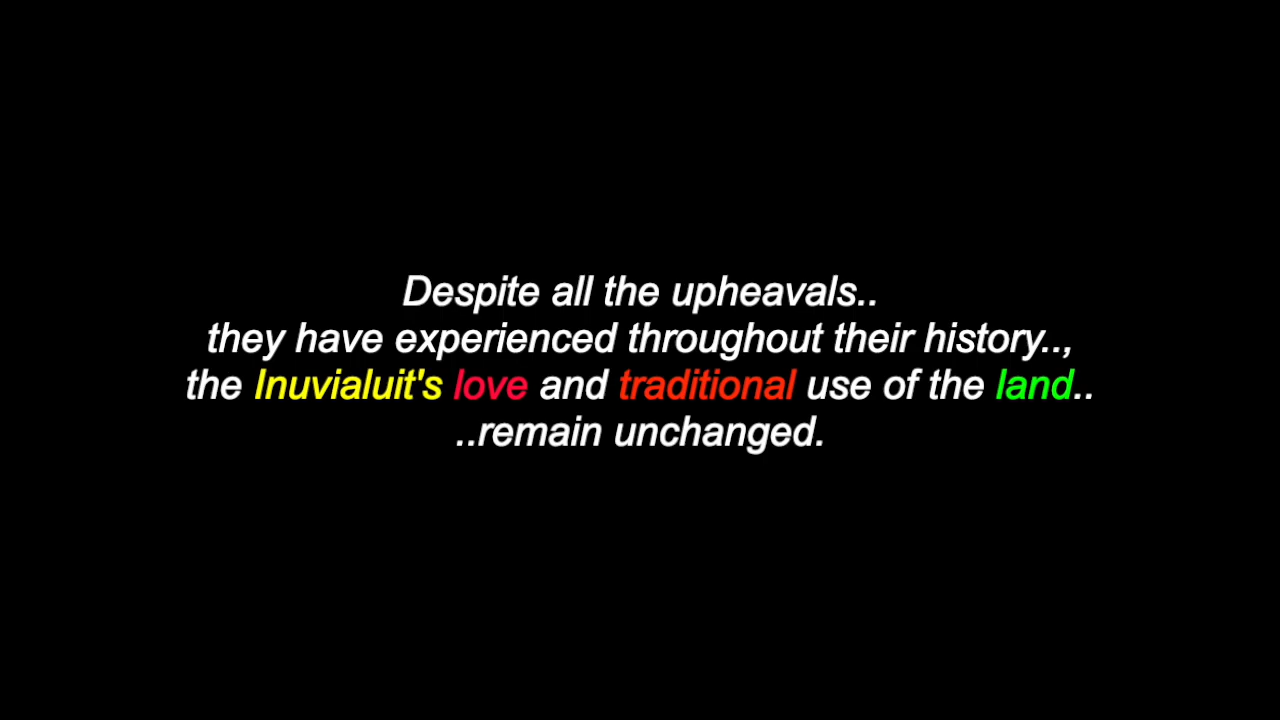 Despite all the upheavals..
they have experienced throughout their history..,
the Inuvialuit's love and traditional use of the land..
..remain unchanged.